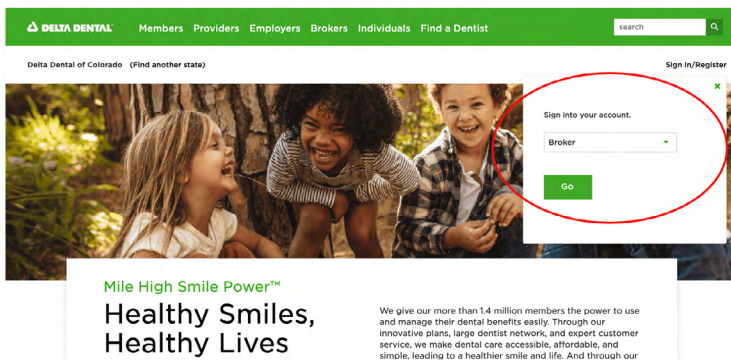 DELTA DENTAL
Members Providers Employers Brokers Individuals Find a Dentist
search
Delta Dental of Colorado (Find another state)
Sign In/Register
Sign into your account.
Broker
Go
Mile High Smile Power™
Healthy Smiles,
Healthy Lives
We give our more than 1.4 million members the power to use
and manage their dental benefits easily. Through our
innovative plans, large dentist network, and expert customer
service, we make dental care accessible, affordable, and
simple, leading to a healthier smile and life. And through our